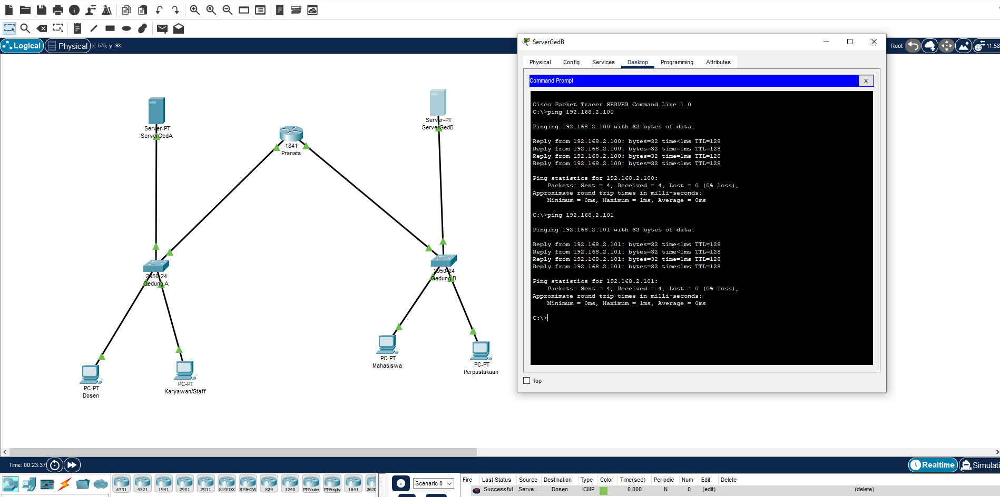 Logical
Physical
x: 575, y: 93
Root
11:58
Server-PT
ServerGedA
1841
Pranata
Server-PT
ServerGedB
2950-24
Gedung A
2950-24
Gedung B
PC-PT
Dosen
PC-PT
Karyawan/Staff
PC-PT
Mahasiswa
PC-PT
Perpustakaan
ServerGedB
Physical Config Services Desktop Programming Attributes
Command Prompt
X
Cisco Packet Tracer SERVER Command Line 1.0
C:\>ping 192.168.2.100
Pinging 192.168.2.100 with 32 bytes of data:
Reply from 192.168.2.100: bytes=32 time<1ms TTL=128
Reply from 192.168.2.100: bytes=32 time=1ms TTL=128
Reply from 192.168.2.100: bytes=32 time=1ms TTL=128
Reply from 192.168.2.100: bytes=32 time<1ms TTL=128
Ping statistics for 192.168.2.100:
Packets: Sent = 4, Received = 4, Lost = 0 (0% loss),
Approximate round trip times in milli-seconds:
Minimum = 0ms, Maximum = 1ms, Average = 0ms
C:\>ping 192.168.2.101
Pinging 192.168.2.101 with 32 bytes of data:
Reply from 192.168.2.101: bytes=32 time<1ms TTL=128
Reply from 192.168.2.101: bytes=32 time<1ms TTL=128
Reply from 192.168.2.101: bytes=32 time=1ms TTL=128
Reply from 192.168.2.101: bytes=32 time<1ms TTL=128
Ping statistics for 192.168.2.101:
Packets: Sent = 4, Received = 4, Lost = 0 (0% loss),
Approximate round trip times in milli-seconds:
Minimum = 0ms, Maximum = 1ms, Average = 0ms
C:\>
Top
Time: 00:23:37
Realtime
Simulati
4331 4321 1941 2901 2911 819IOX 819HGW 829 1240 PT-Router PT-Empty 1841 2620
Scenario 0
Fire Last Status Source Destination Type Color Time(sec) Periodic Num Edit Delete
Successful Serve... Dosen ICMP 0.000 N 0 (edit) (delete)